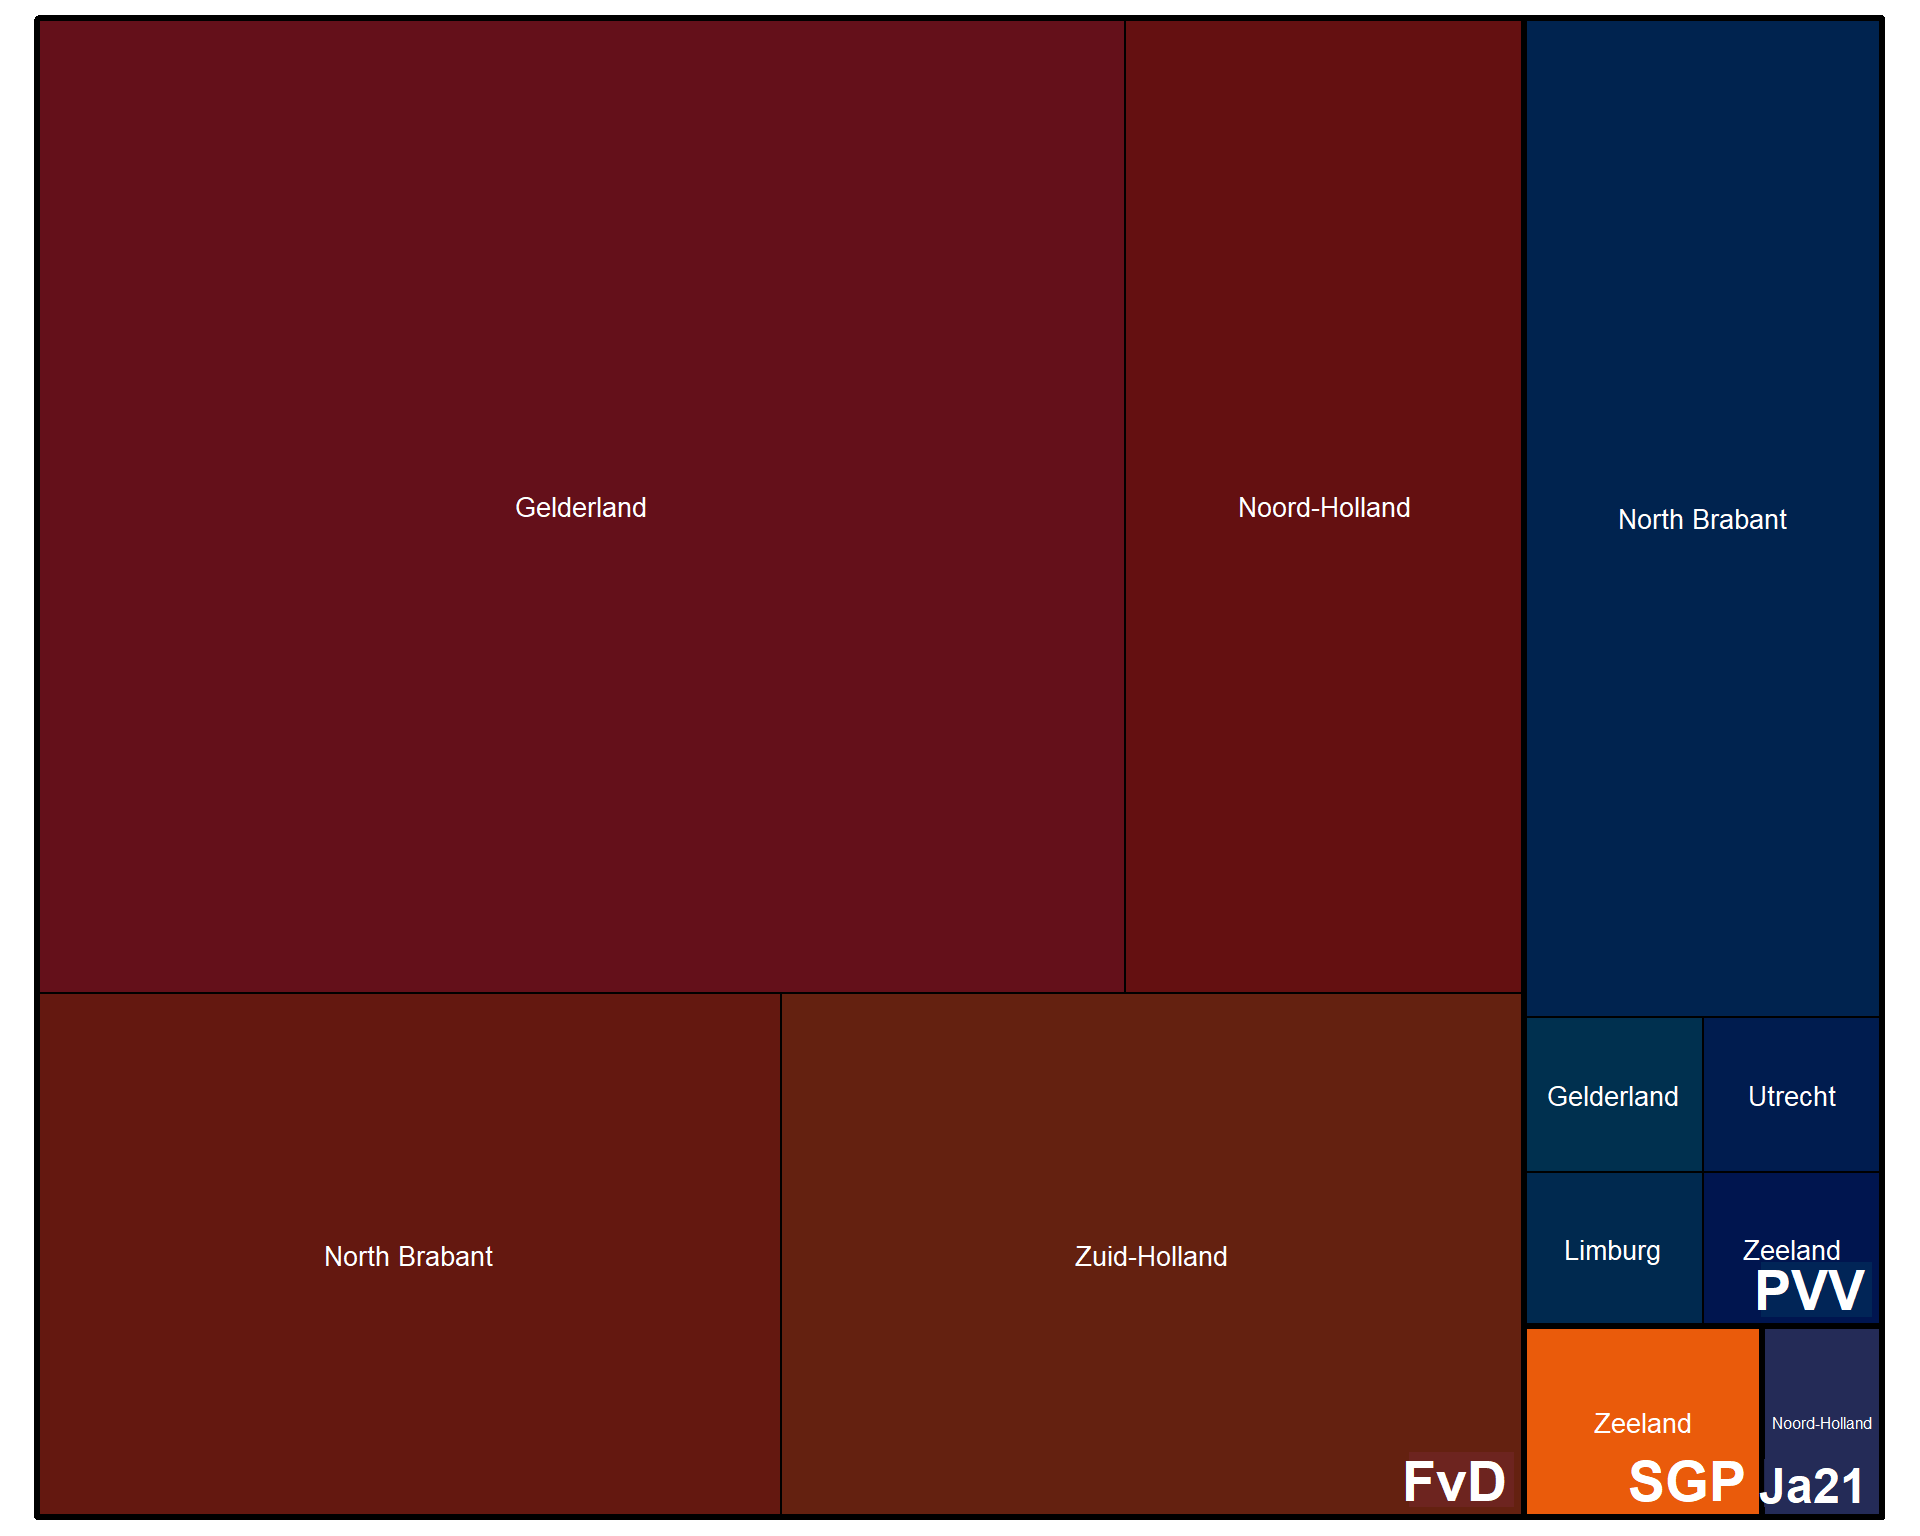 Gelderland
Noord-Holland
North Brabant
Gelderland
Utrecht
Limburg
Zeeland
PVV
North Brabant
Zuid-Holland
FvD
Zeeland
SGP
Noord-Holland
Ja21